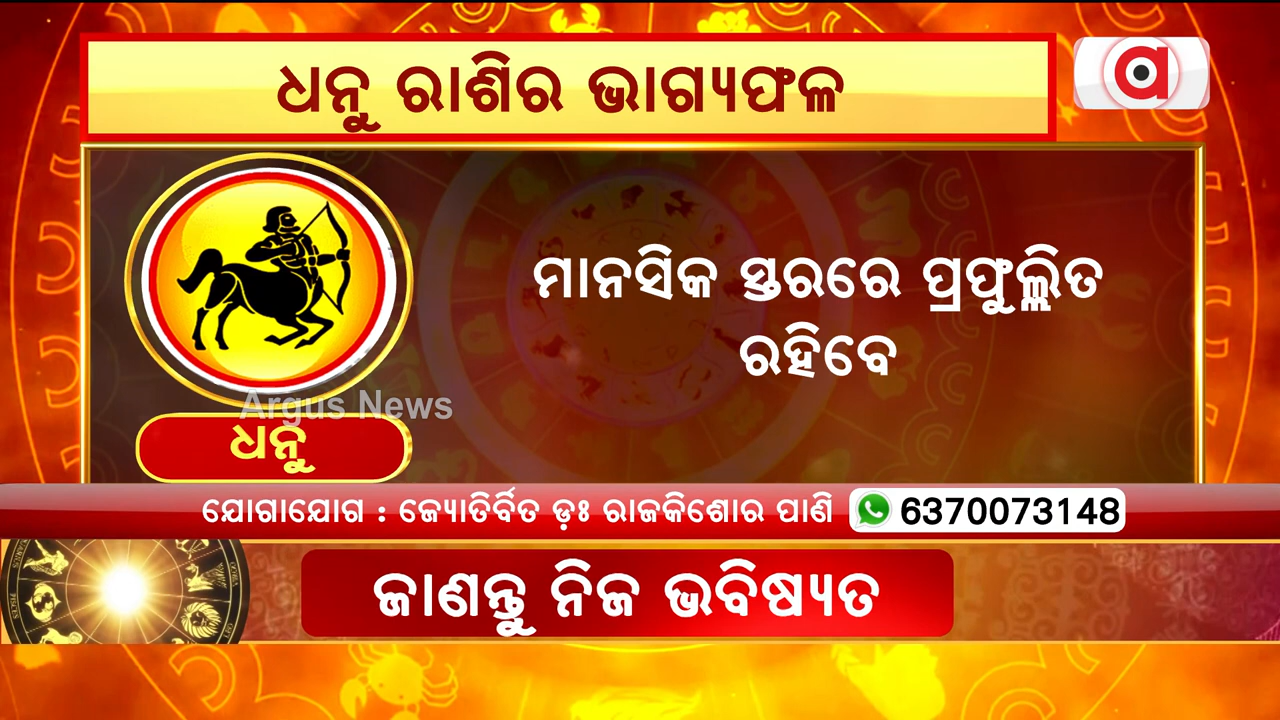 ଧନୁ ରାଶିର ଭାଗ୍ୟଫଳ
a
ମାନସିକ ସ୍ତରରେ ପ୍ରଫୁଲ୍ଲିତ
ରହିବେ
Argus News
ଧନୁ
ଯୋଗାଯୋଗ : ଜ୍ୟୋତିର୍ବିତ ଡ଼ଃ ରାଜକିଶୋର ପାଣି 6370073148
ଜାଣନ୍ତୁ ନିଜ ଭବିଷ୍ୟତ